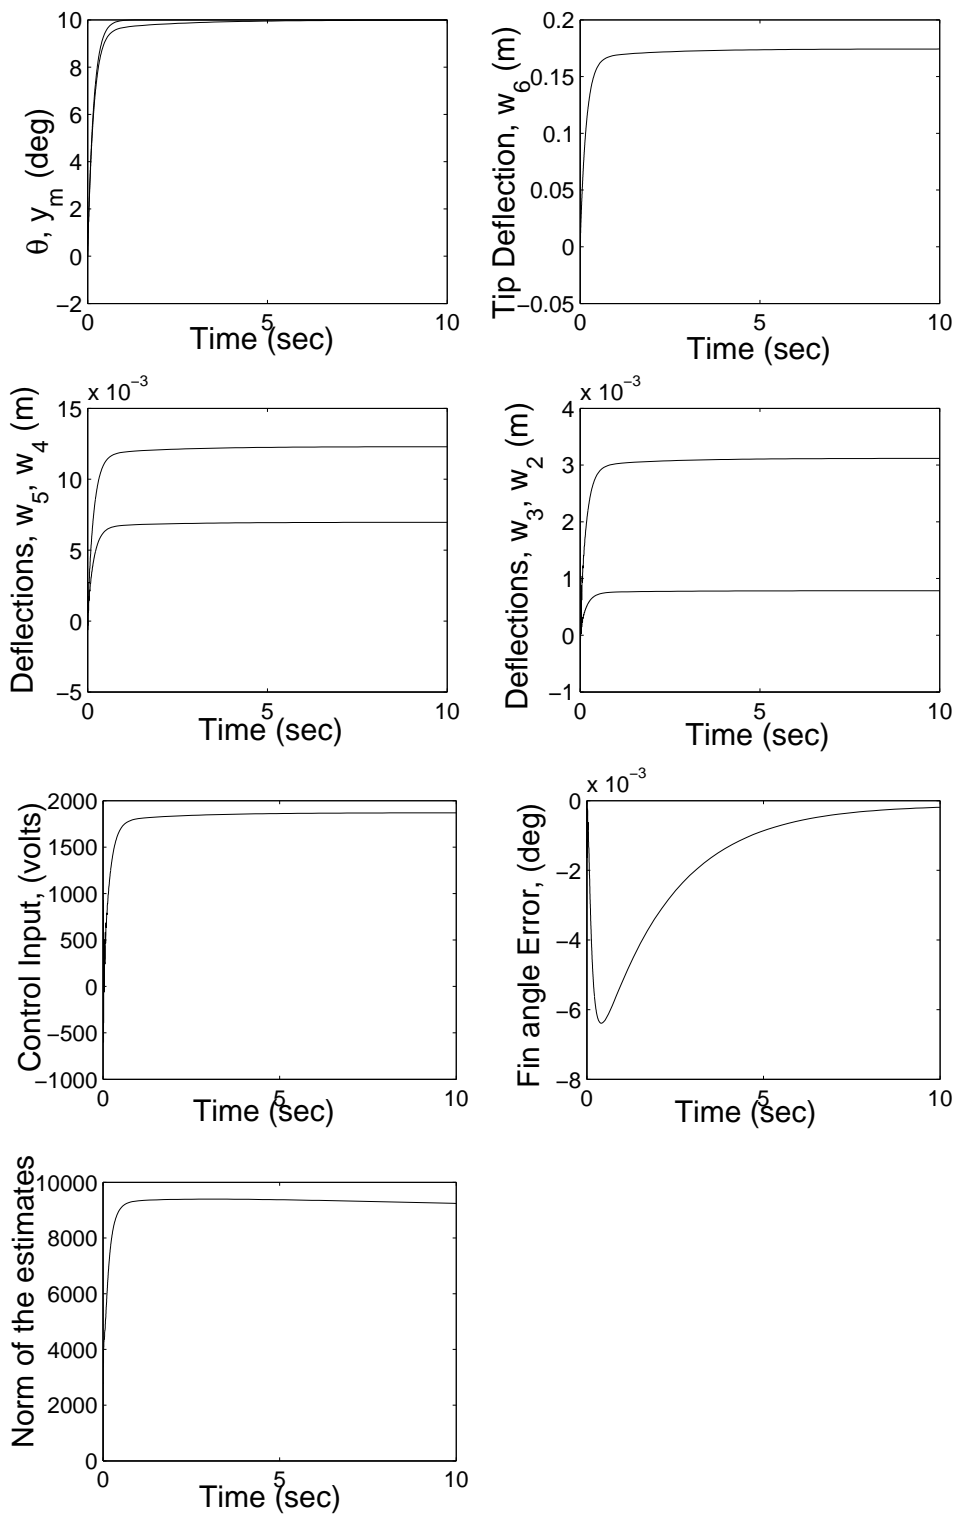 10
8
6
4
2
0
−2
θ, y_m (deg)
0 5 10
Time (sec)
0.2
0.15
0.1
0.05
0
−0.05
Tip Deflection, w_6 (m)
0 5 10
Time (sec)
x 10^−3
15
10
5
0
−5
Deflections, w_5, w_4 (m)
0 5 10
Time (sec)
x 10^−3
4
3
2
1
0
−1
Deflections, w_3, w_2 (m)
0 5 10
Time (sec)
2000
1500
1000
500
0
−500
−1000
Control Input, (volts)
0 5 10
Time (sec)
x 10^−3
0
−2
−4
−6
−8
Fin angle Error, (deg)
0 5 10
Time (sec)
10000
8000
6000
4000
2000
0
Norm of the estimates
0 5 10
Time (sec)